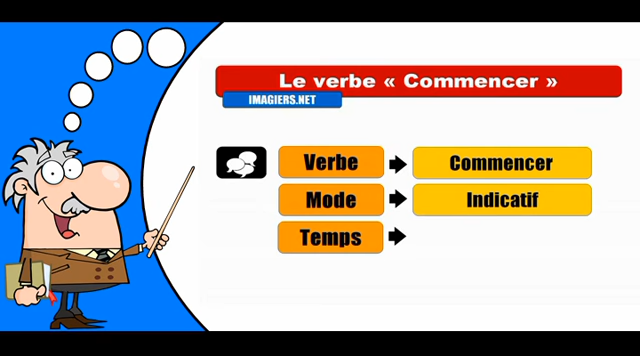 Le verbe « Commencer »
IMAGIERS.NET
Verbe Commencer
Mode Indicatif
Temps